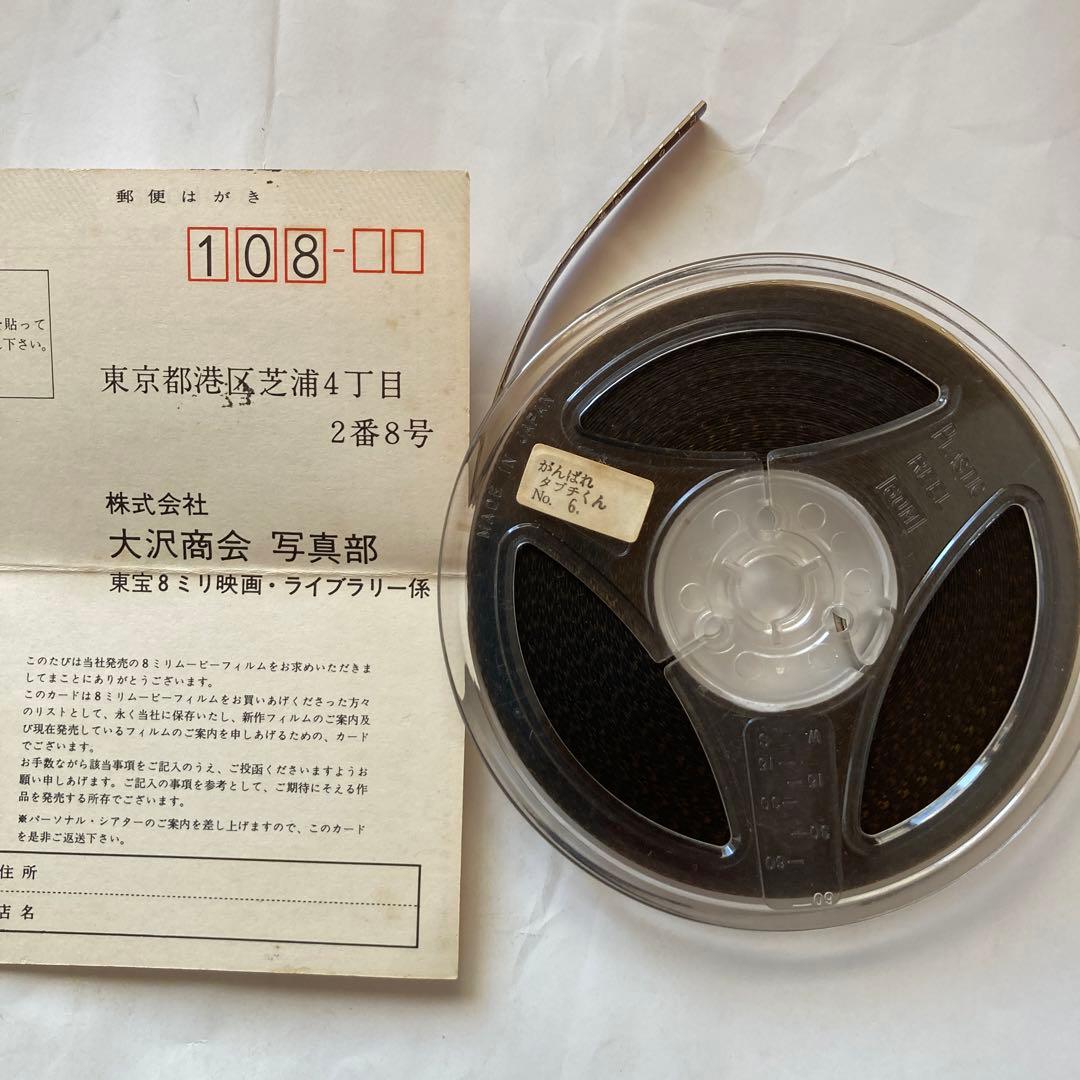 郵便はがき
108-
を貼って
下さい。
東京都港区芝浦4丁目
2番8号
株式会社
大沢商会 写真部
東宝8ミリ映画・ライブラリー係
このたびは当社発売の8ミリムービーフィルムをお求めいただきま
してまことにありがとうございます。
このカードは8ミリムービーフィルムをお買いあげくださった方々
のリストとして、永く当社に保存いたし、新作フィルムのご案内及
び現在発売しているフィルムのご案内を申しあげるための、カード
でございます。
お手数ながら該当事項をご記入のうえ、ご投函くださいますようお
願い申しあげます。ご記入の事項を参考として、ご期待にそえる作
品を発売する所存でございます。
※パーソナル・シアターのご案内を差し上げますので、このカード
を是非ご返送下さい。
住所
店名
がんばれ
タブチくん
No. 6.
MADE IN JAPAN
PLASTIC
REEL
[60M]
W
15
15
30
30
60
60